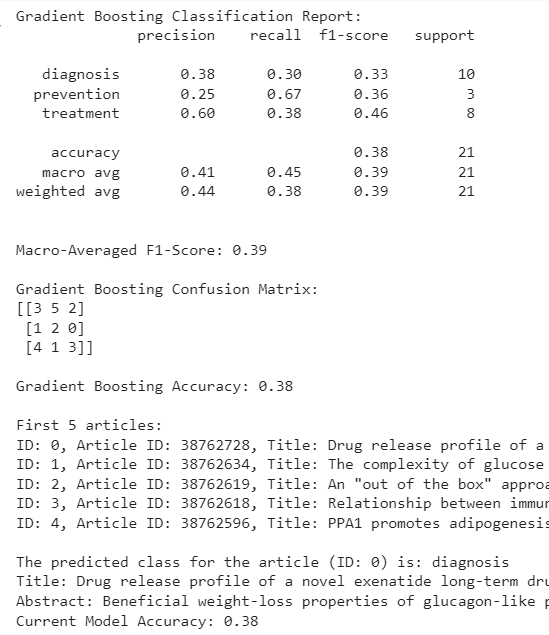 Gradient Boosting Classification Report:
precision recall f1-score support
diagnosis 0.38 0.30 0.33 10
prevention 0.25 0.67 0.36 3
treatment 0.60 0.38 0.46 8
accuracy 0.38 21
macro avg 0.41 0.45 0.39 21
weighted avg 0.44 0.38 0.39 21
Macro-Averaged F1-Score: 0.39
Gradient Boosting Confusion Matrix:
[[3 5 2]
[1 2 0]
[4 1 3]]
Gradient Boosting Accuracy: 0.38
First 5 articles:
ID: 0, Article ID: 38762728, Title: Drug release profile of a
ID: 1, Article ID: 38762634, Title: The complexity of glucose
ID: 2, Article ID: 38762619, Title: An "out of the box"
ID: 3, Article ID: 38762618, Title: Relationship between
ID: 4, Article ID: 38762596, Title: PPA1 promotes adipogenesis
The predicted class for the article (ID: 0) is: diagnosis
Title: Drug release profile of a novel exenatide long-term
Abstract: Beneficial weight-loss properties of glucagon-like
Current Model Accuracy: 0.38